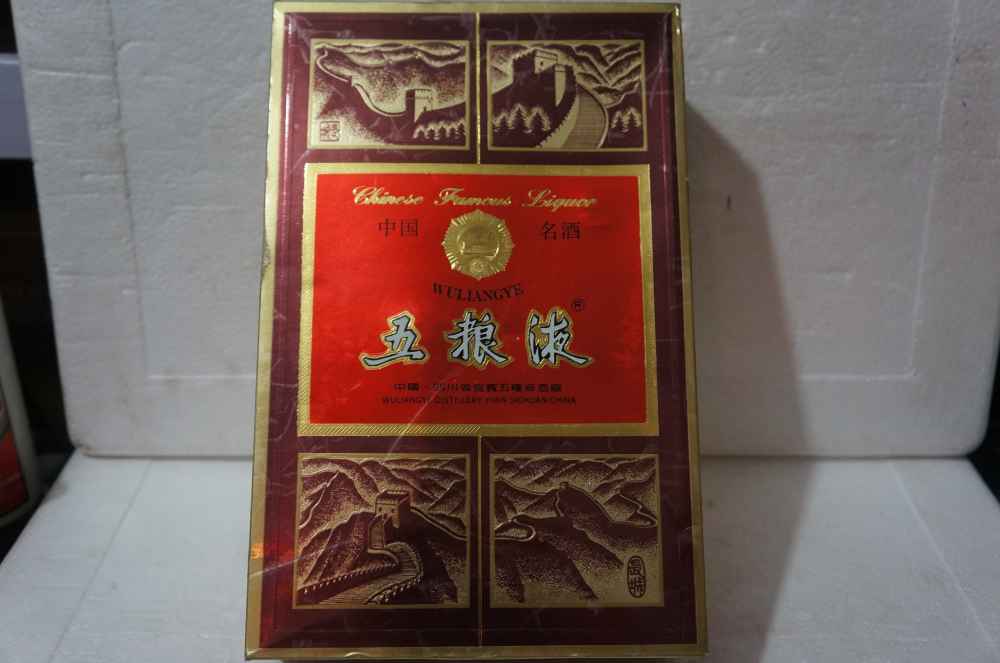 Chinese Famous Liquor
中国 名酒
WULIANGYE
五粮液®
WULIANGYE DISTILLERY YIBIN SICHUAN CHINA